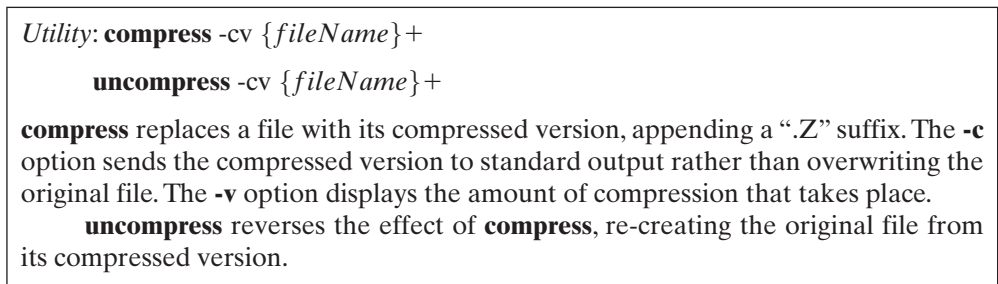 Utility: compress -cv {fileName}+
uncompress -cv {fileName}+
compress replaces a file with its compressed version, appending a “.Z” suffix. The -c
option sends the compressed version to standard output rather than overwriting the
original file. The -v option displays the amount of compression that takes place.
uncompress reverses the effect of compress, re-creating the original file from
its compressed version.